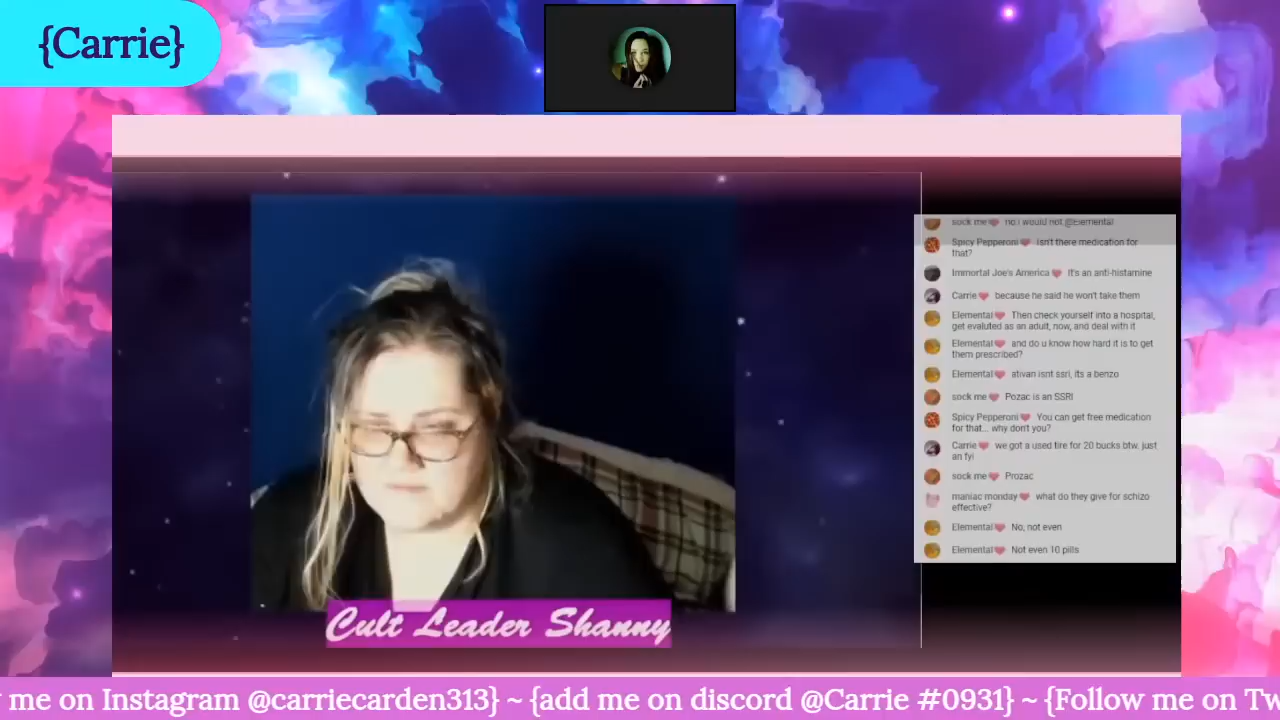 {Carrie}
sock me no i would not @Elemental
Spicy Pepperoni Isn't there medication for
that?
Immortal Joe's America It's an anti-histamine
Carrie because he said he won't take them
Elemental Then check yourself into a hospital,
get evaluted as an adult, now, and deal with it
Elemental and do u know how hard it is to get
them prescribed?
Elemental ativan isnt ssri, its a benzo
sock me Pozac is an SSRI
Spicy Pepperoni You can get free medication
for that... why don't you?
Carrie we got a used tire for 20 bucks btw. just
an fyi
sock me Prozac
maniac monday what do they give for schizo
effective?
Elemental No, not even
Elemental Not even 10 pills
Cult Leader Shanny
me on Instagram @carriecarden313} ~ {add me on discord @Carrie #0931} ~ {Follow me on Tw